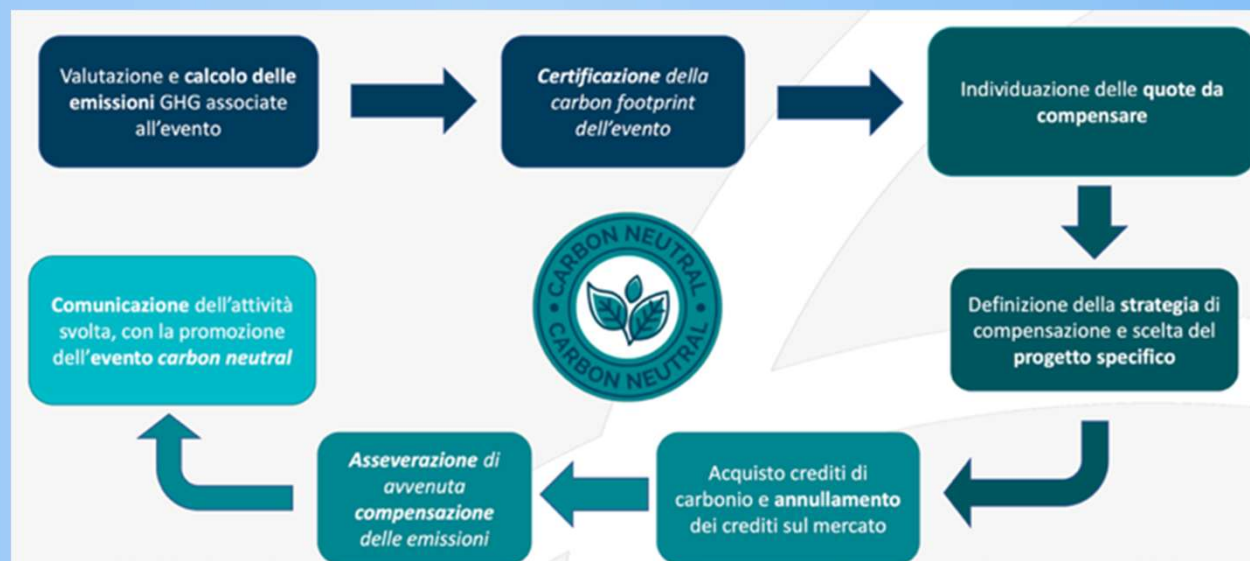 Valutazione e calcolo delle
emissioni GHG associate
all'evento
Certificazione della
carbon footprint
dell'evento
Individuazione delle quote da
compensare
CARBON NEUTRAL
CARBON NEUTRAL
Comunicazione dell'attività
svolta, con la promozione
dell'evento carbon neutral
Definizione della strategia di
compensazione e scelta del
progetto specifico
Asseverazione di
avvenuta
compensazione
delle emissioni
Acquisto crediti di
carbonio e annullamento
dei crediti sul mercato